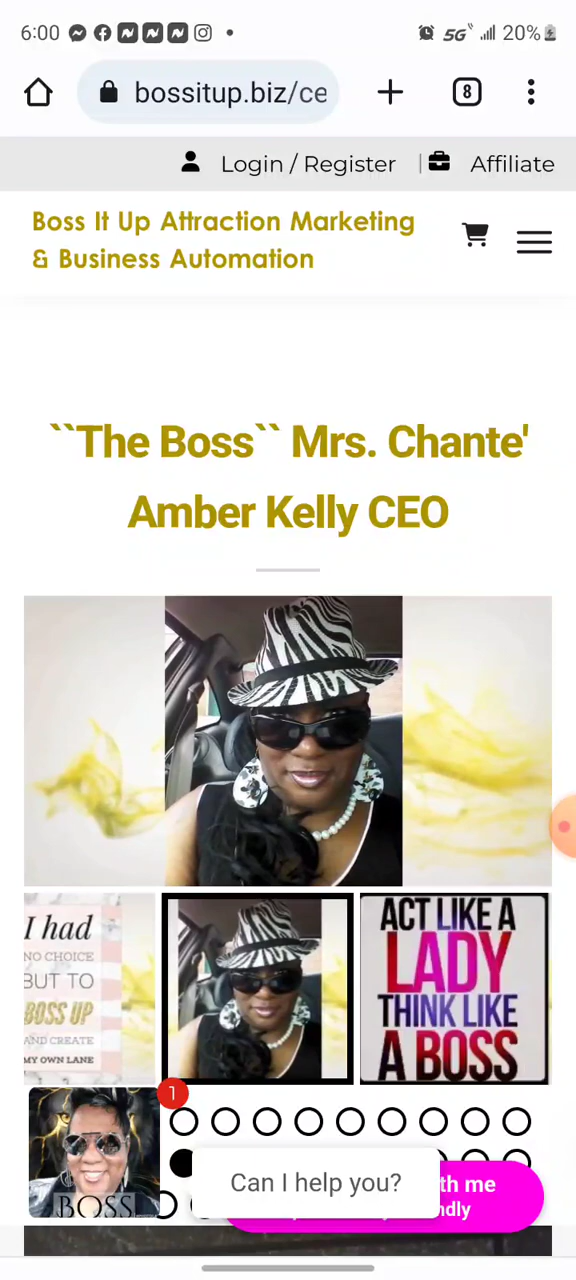 6:00
5G
20%
bossitup.biz/ce
8
Login / Register | Affiliate
Boss It Up Attraction Marketing
& Business Automation
``The Boss`` Mrs. Chante'
Amber Kelly CEO
I had
NO CHOICE
BUT TO
BOSS UP
AND CREATE
MY OWN LANE
ACT LIKE A
LADY
THINK LIKE
A BOSS
1
BOSS
Can I help you?
th me
ndly